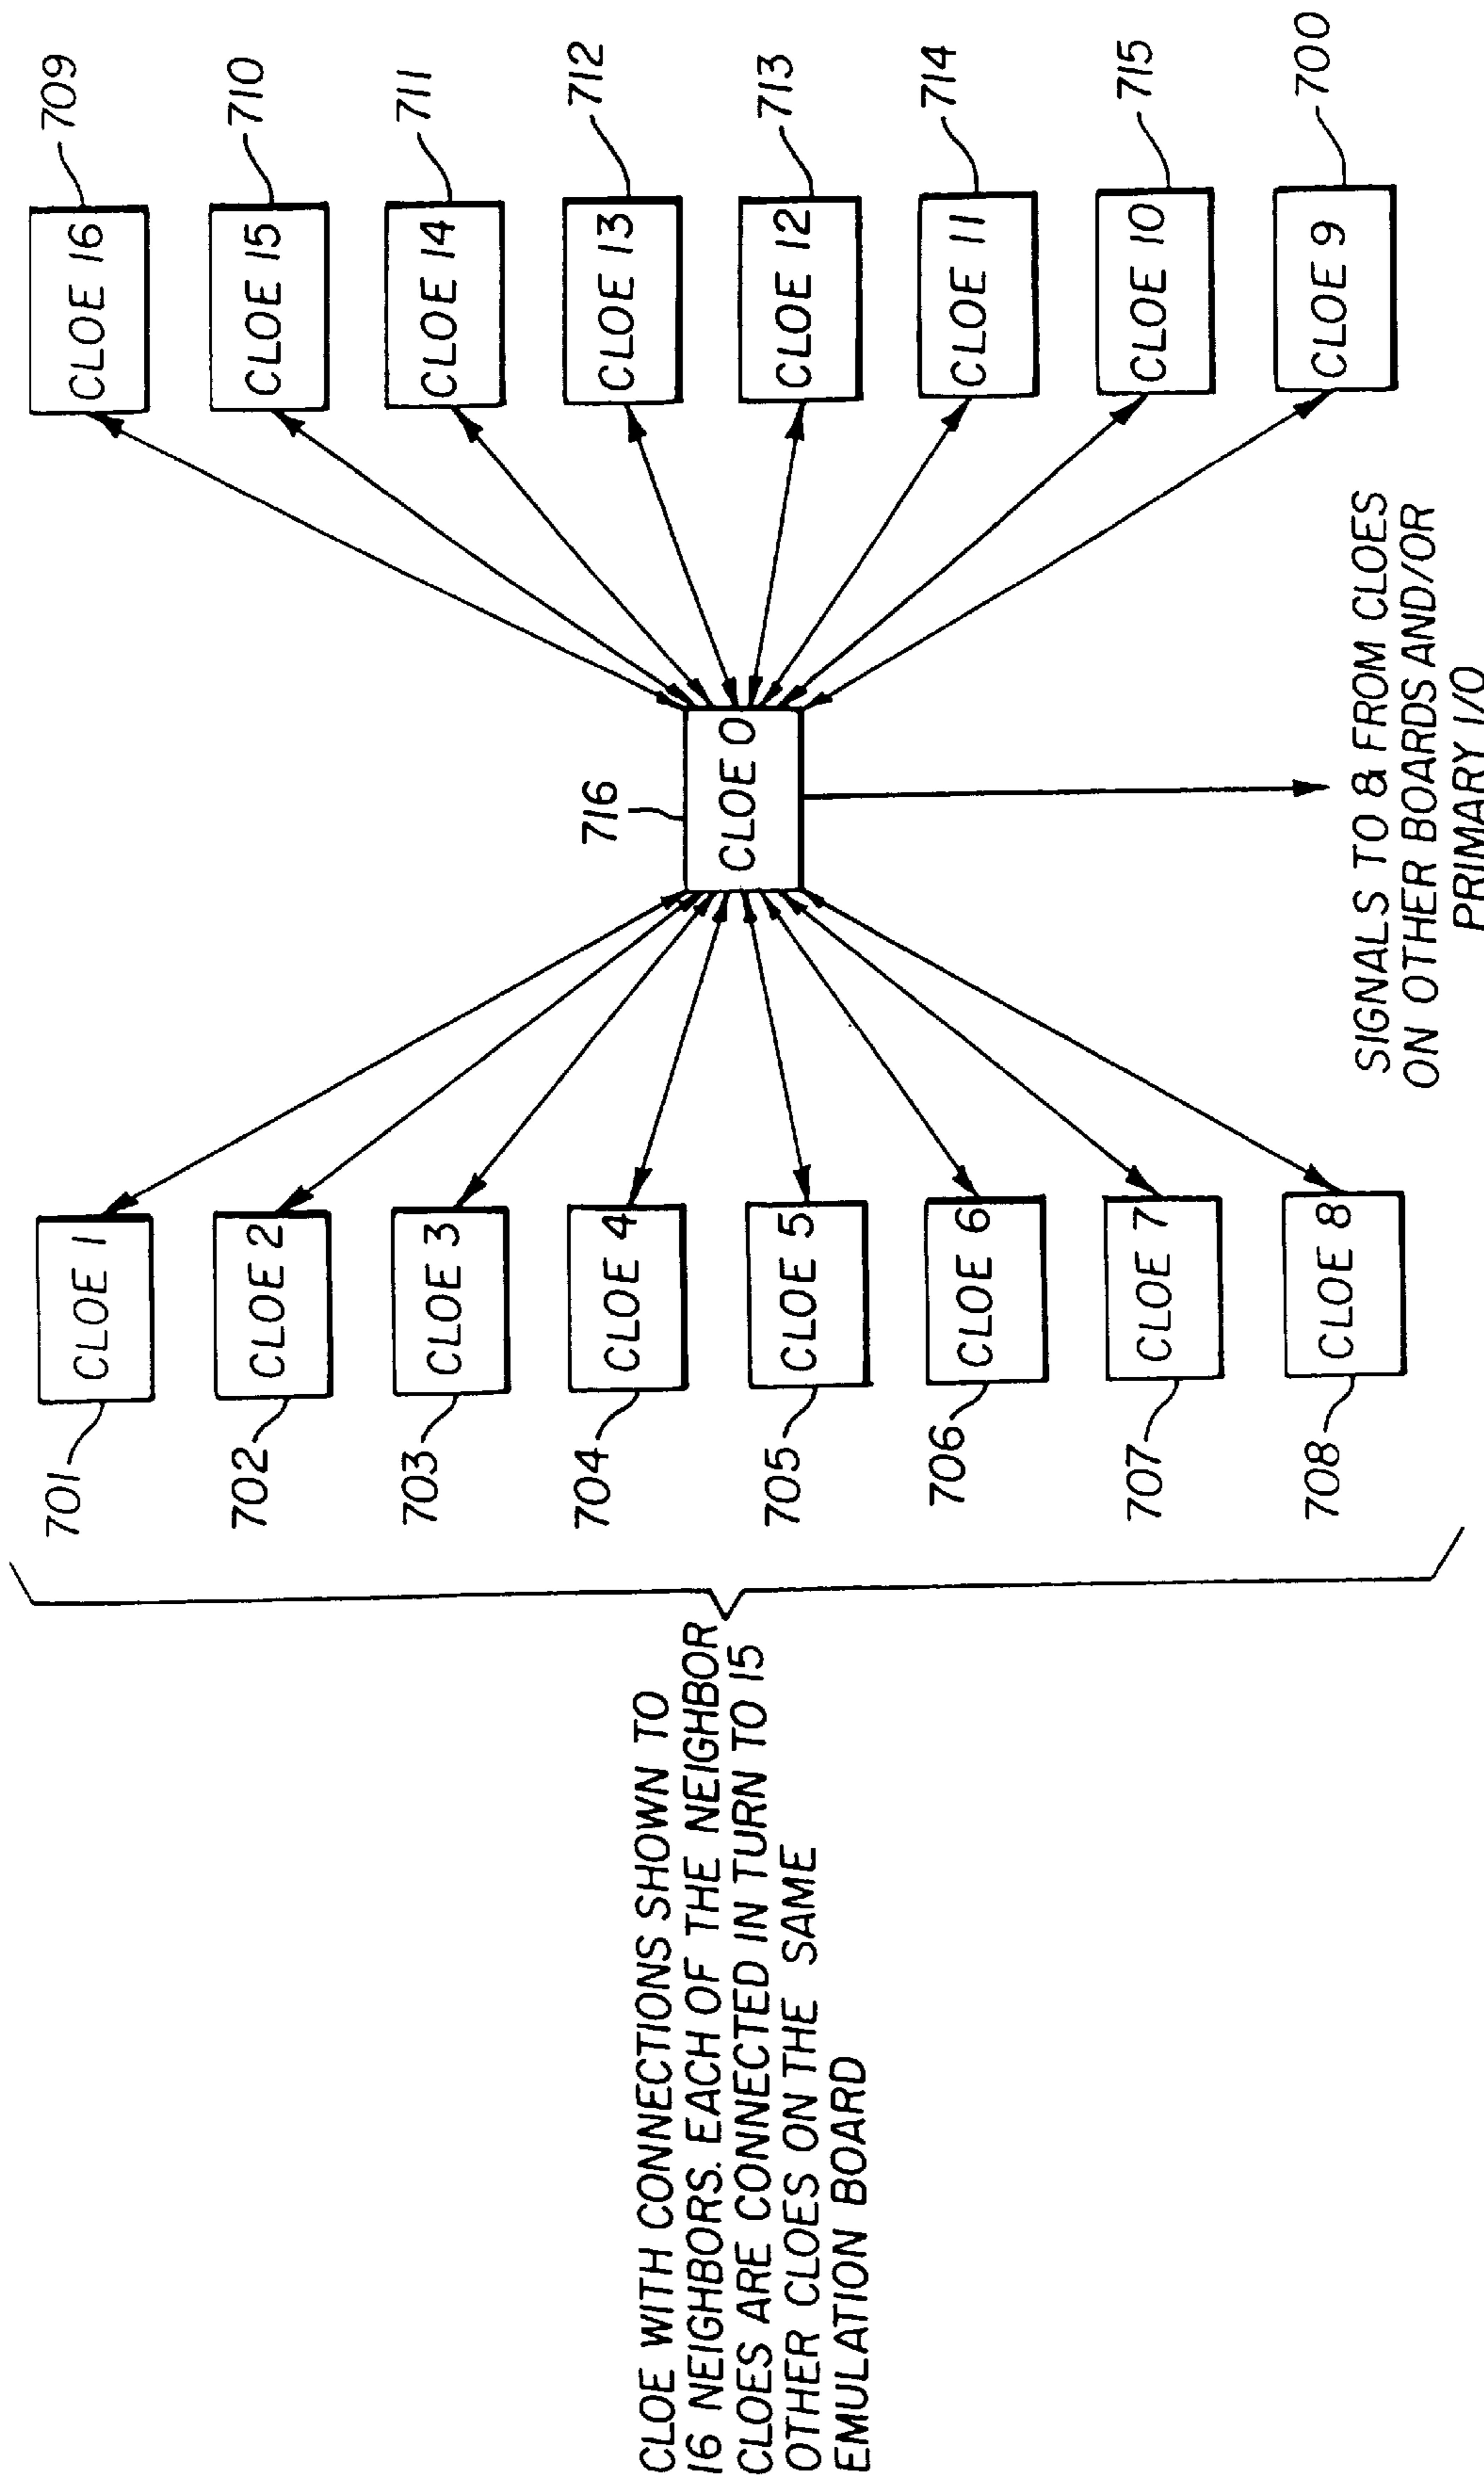 CLOE WITH CONNECTIONS SHOWN TO
16 NEIGHBORS. EACH OF THE NEIGHBOR
CLOES ARE CONNECTED IN TURN TO 15
OTHER CLOES ON THE SAME
EMULATION BOARD
701
CLOE 1
702
CLOE 2
703
CLOE 3
704
CLOE 4
705
CLOE 5
706
CLOE 6
707
CLOE 7
708
CLOE 8
716
CLOE 0
SIGNALS TO & FROM CLOES
ON OTHER BOARDS AND/OR
PRIMARY I/O
CLOE 16
709
CLOE 15
710
CLOE 14
711
CLOE 13
712
CLOE 12
713
CLOE 11
714
CLOE 10
715
CLOE 9
700